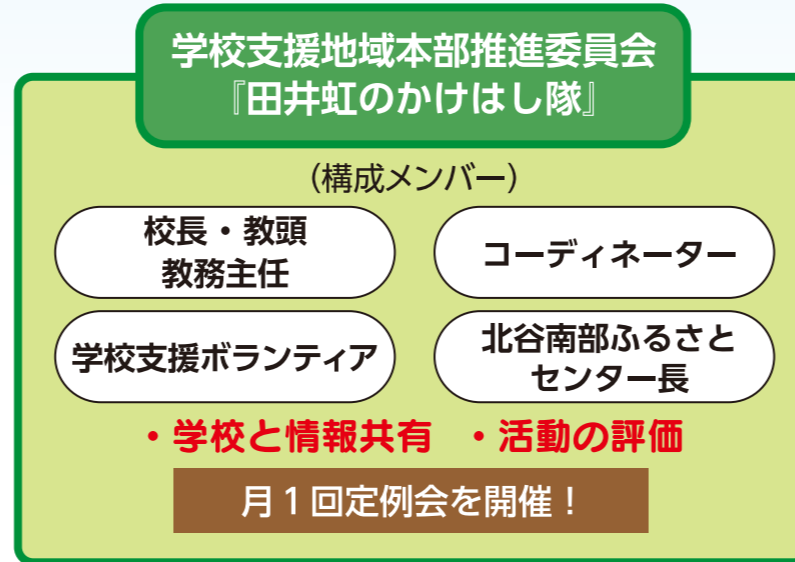 学校支援地域本部推進委員会
『田井虹のかけはし隊』
（構成メンバー）
校長・教頭
教務主任
コーディネーター
学校支援ボランティア
北谷南部ふるさと
センター長
・学校と情報共有　・活動の評価
月１回定例会を開催！